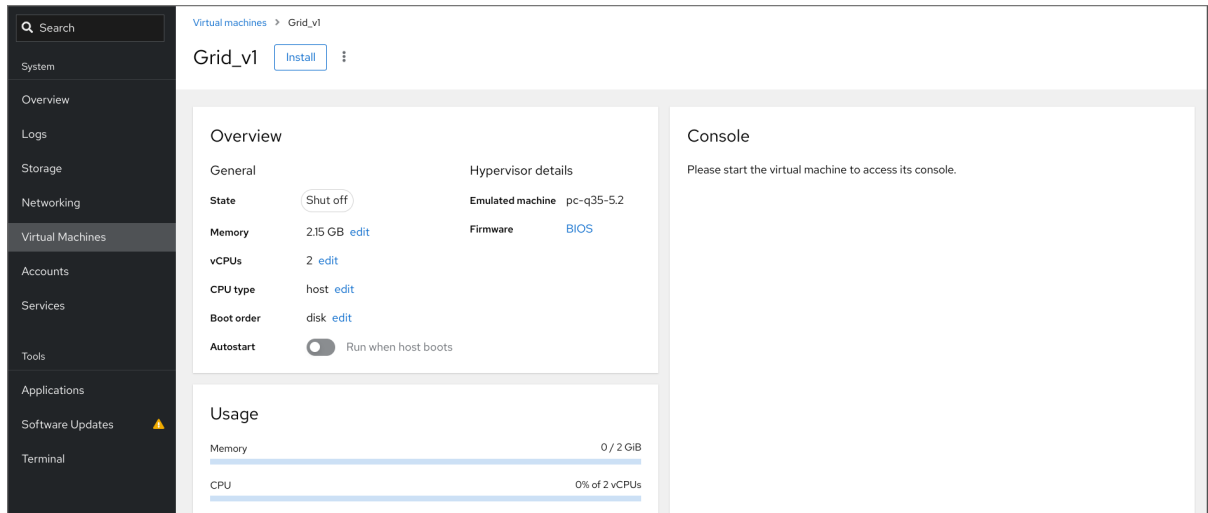 Search
System
Overview
Logs
Storage
Networking
Virtual Machines
Accounts
Services
Tools
Applications
Software Updates
Terminal
Virtual machines > Grid_v1
Grid_v1 Install
Overview
General
State Shut off
Memory 2.15 GB edit
vCPUs 2 edit
CPU type host edit
Boot order disk edit
Autostart Run when host boots
Hypervisor details
Emulated machine pc-q35-5.2
Firmware BIOS
Usage
Memory 0 / 2 GiB
CPU 0% of 2 vCPUs
Console
Please start the virtual machine to access its console.